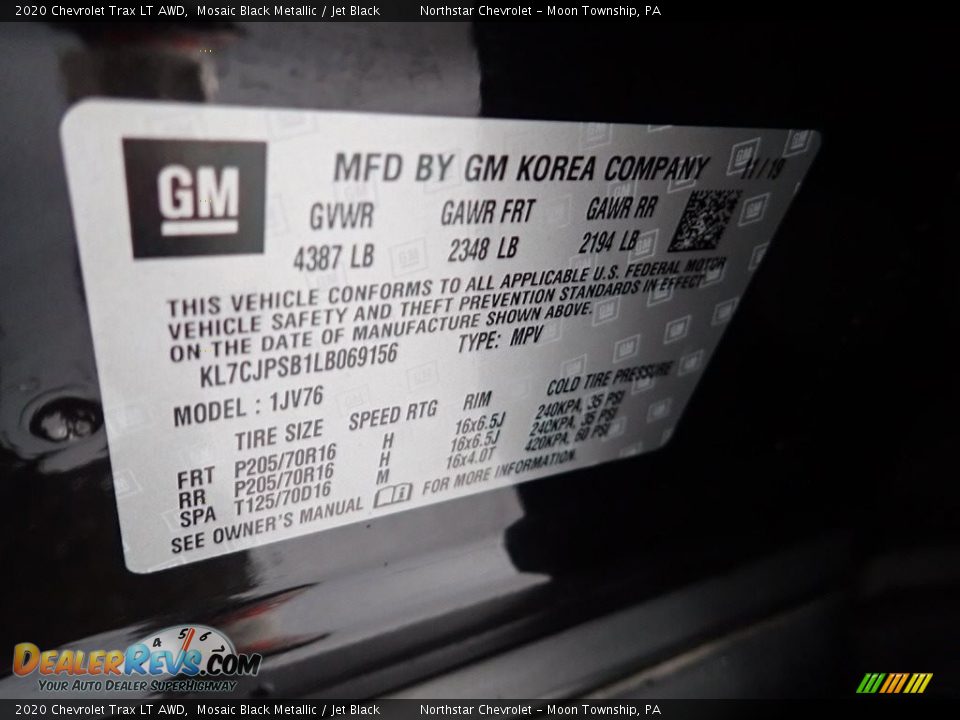 2020 Chevrolet Trax LT AWD, Mosaic Black Metallic / Jet Black Northstar Chevrolet - Moon Township, PA
GM
MFD BY GM KOREA COMPANY 11/19
GVWR GAWR FRT GAWR RR
4387 LB 2348 LB 2194 LB
THIS VEHICLE CONFORMS TO ALL APPLICABLE U.S. FEDERAL MOTOR
VEHICLE SAFETY AND THEFT PREVENTION STANDARDS IN EFFECT
ON THE DATE OF MANUFACTURE SHOWN ABOVE.
KL7CJPSB1LB069156 TYPE: MPV
MODEL : 1JV76
TIRE SIZE SPEED RTG RIM COLD TIRE PRESSURE
FRT P205/70R16 H 16x6.5J 240KPA, 35 PSI
RR P205/70R16 H 16x6.5J 240KPA, 35 PSI
SPA T125/70D16 M 16x4.0T 420KPA, 60 PSI
SEE OWNER'S MANUAL FOR MORE INFORMATION.
4 5 6
DEALERREVS.COM
YOUR AUTO DEALER SUPERHIGHWAY
2020 Chevrolet Trax LT AWD, Mosaic Black Metallic / Jet Black Northstar Chevrolet - Moon Township, PA